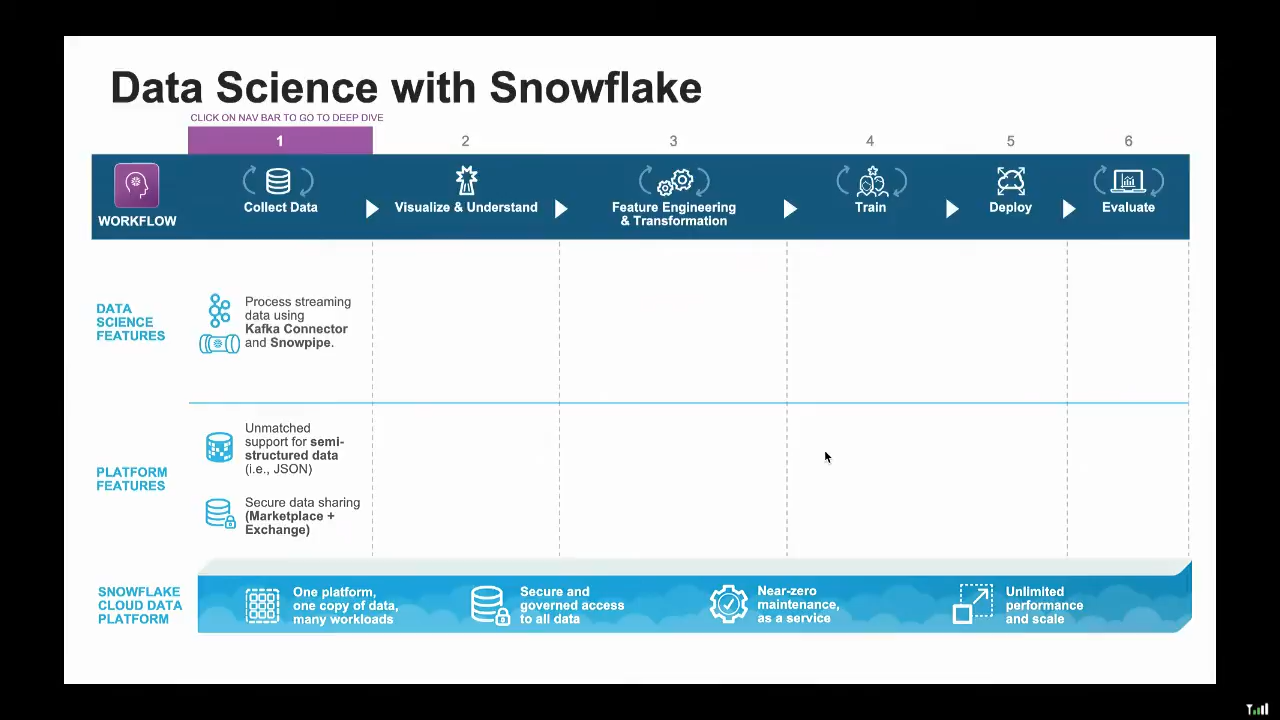 Data Science with Snowflake
CLICK ON NAV BAR TO GO TO DEEP DIVE
1
2
3
4
5
6
WORKFLOW
Collect Data
Visualize & Understand
Feature Engineering
& Transformation
Train
Deploy
Evaluate
DATA
SCIENCE
FEATURES
Process streaming
data using
Kafka Connector
and Snowpipe.
PLATFORM
FEATURES
Unmatched
support for semi-
structured data
(i.e., JSON)
Secure data sharing
(Marketplace +
Exchange)
SNOWFLAKE
CLOUD DATA
PLATFORM
One platform,
one copy of data,
many workloads
Secure and
governed access
to all data
Near-zero
maintenance,
as a service
Unlimited
performance
and scale